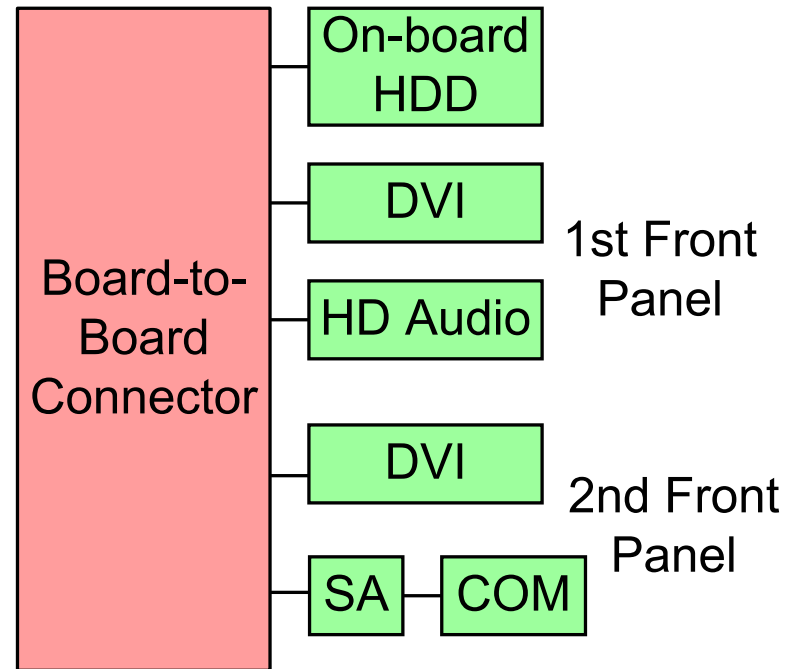 Board-to-
Board
Connector
On-board
HDD
DVI
HD Audio
1st Front
Panel
DVI
SA
COM
2nd Front
Panel